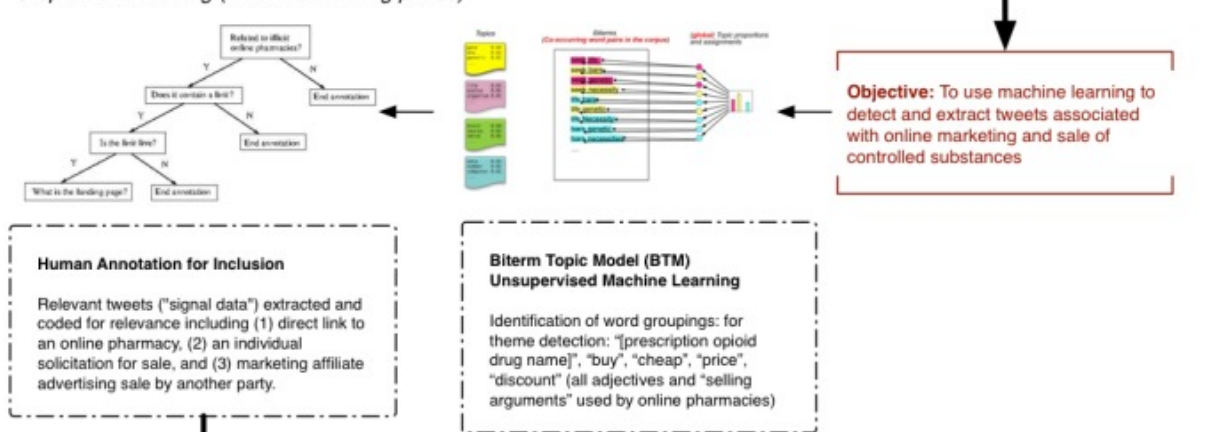 Related to illicit
online pharmacies?
Y
N
Does it contain a link?
End annotation
Y
N
Is the link live?
End annotation
Y
N
What is the landing page?
End annotation
Topics
Biterms
(Co-occurring word pairs in the corpus)
(global) Topic proportions
and assignments
Objective: To use machine learning to
detect and extract tweets associated
with online marketing and sale of
controlled substances
Human Annotation for Inclusion
Relevant tweets ("signal data") extracted and
coded for relevance including (1) direct link to
an online pharmacy, (2) an individual
solicitation for sale, and (3) marketing affiliate
advertising sale by another party.
Biterm Topic Model (BTM)
Unsupervised Machine Learning
Identification of word groupings: for
theme detection: “[prescription opioid
drug name]”, “buy”, “cheap”, “price”,
“discount” (all adjectives and “selling
arguments” used by online pharmacies)